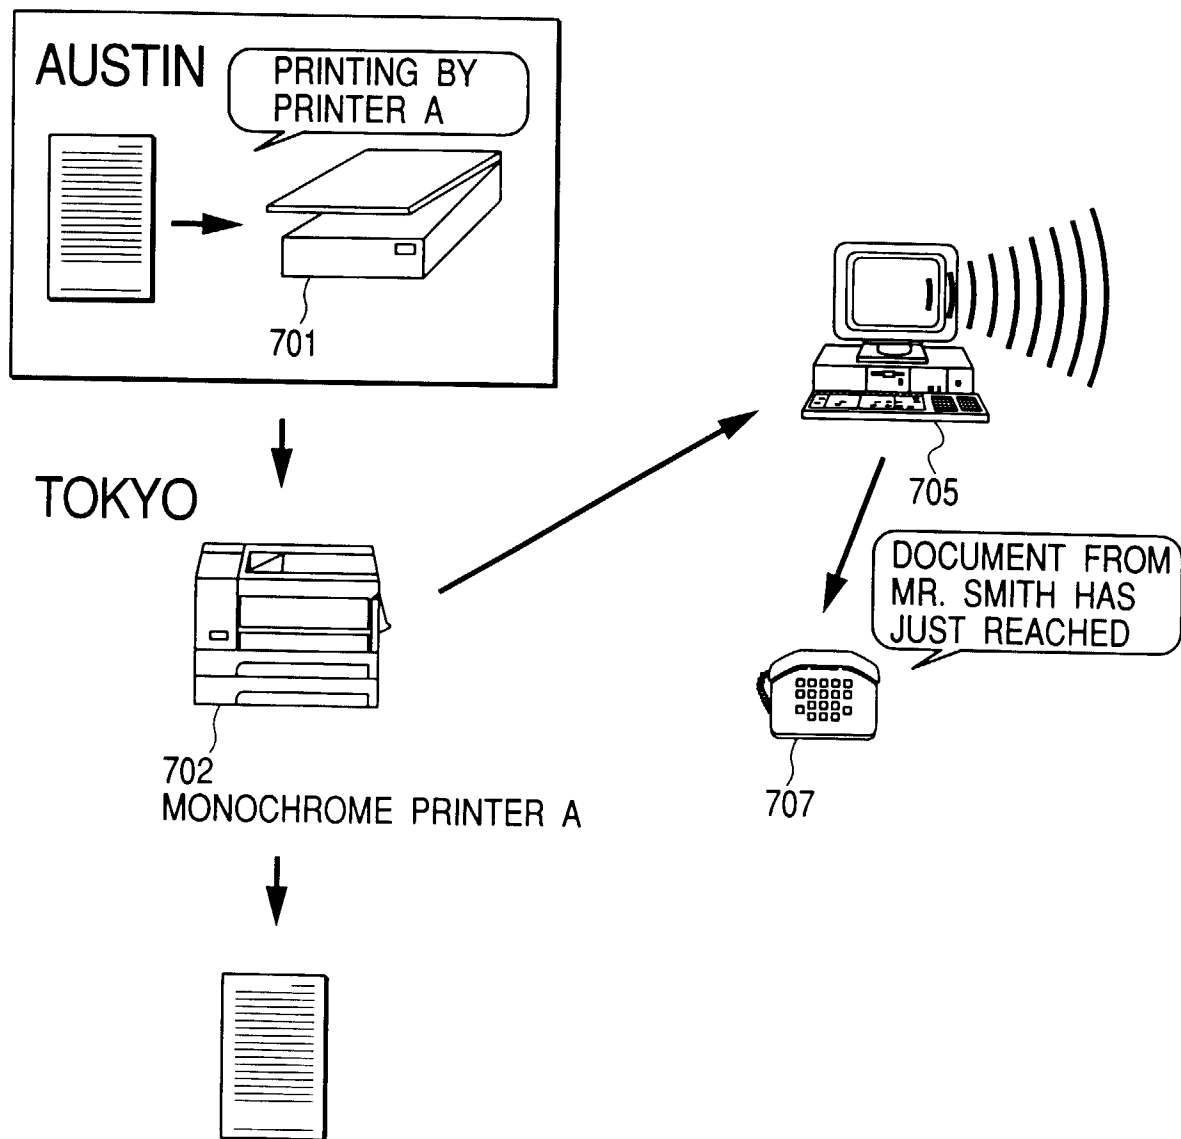 AUSTIN
PRINTING BY
PRINTER A
701
TOKYO
705
DOCUMENT FROM
MR. SMITH HAS
JUST REACHED
702
MONOCHROME PRINTER A
707